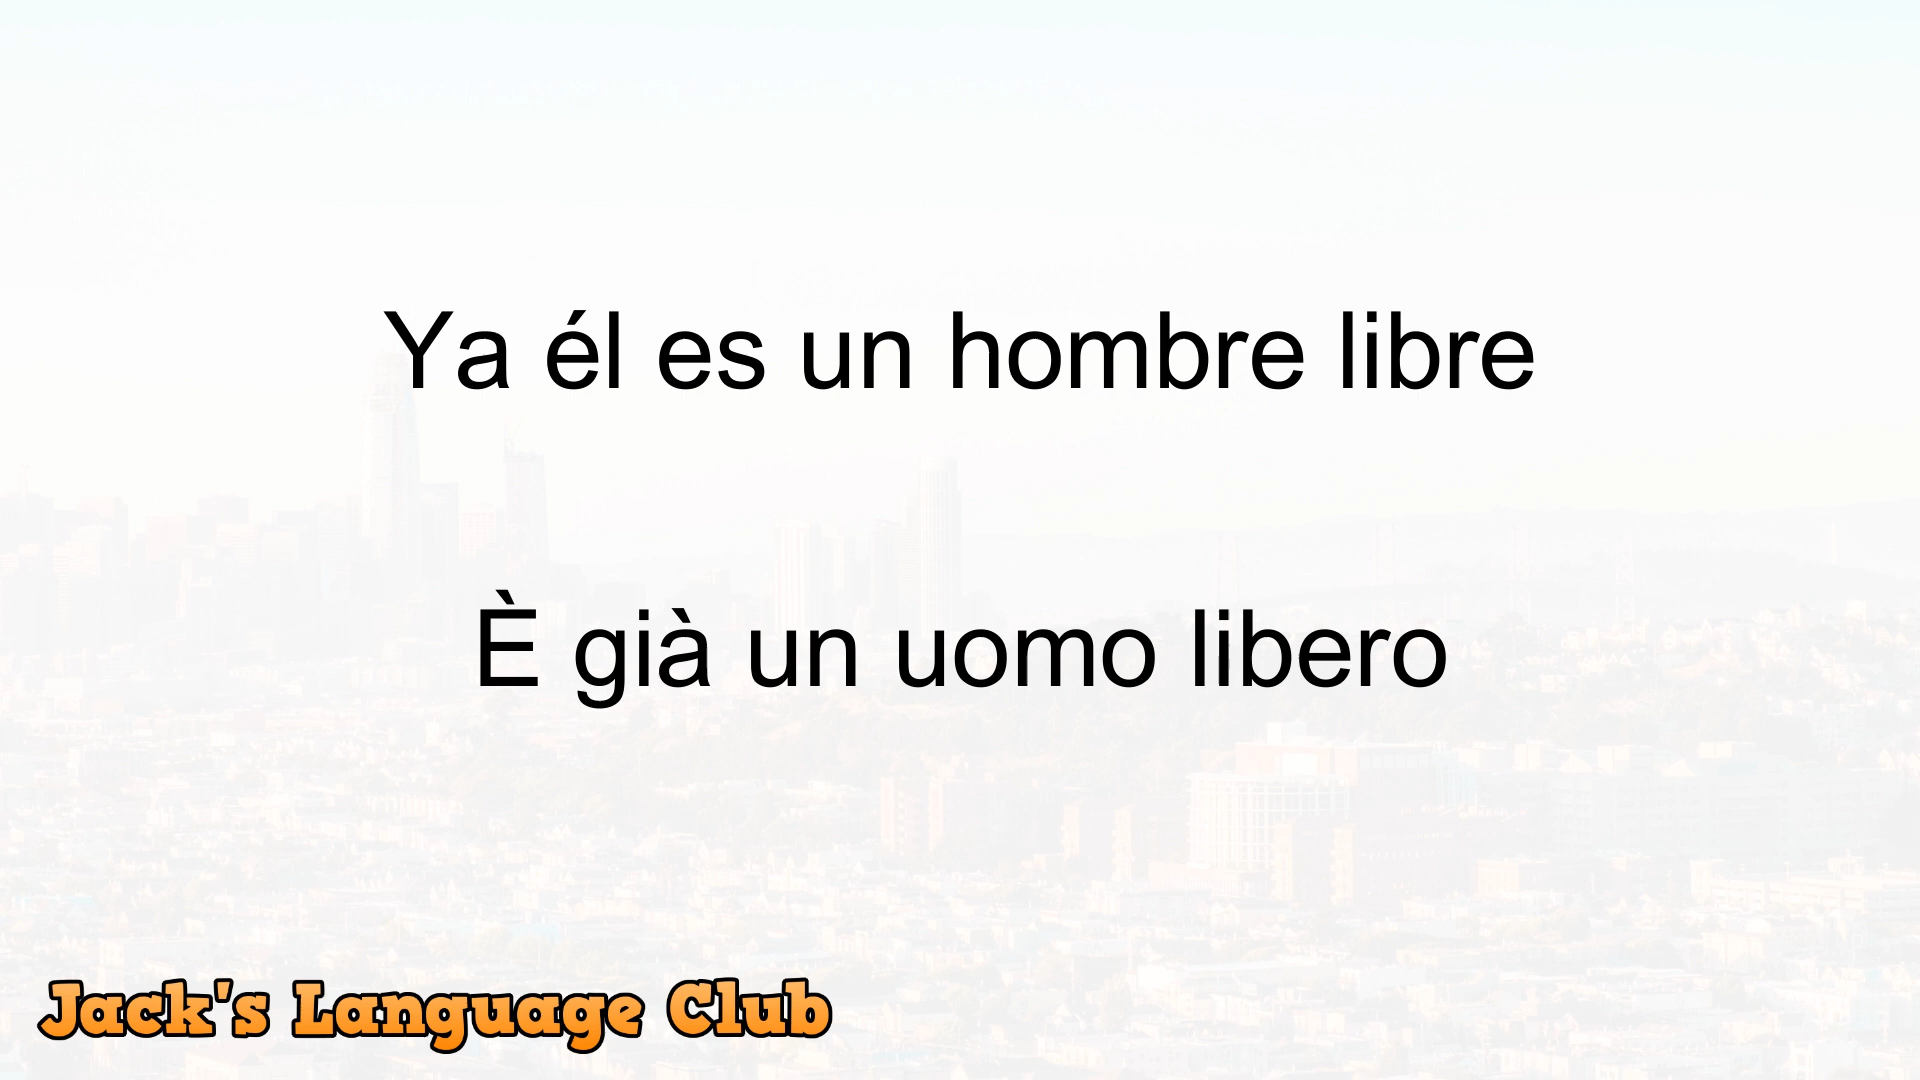 Ya él es un hombre libre
È già un uomo libero
Jack's Language Club